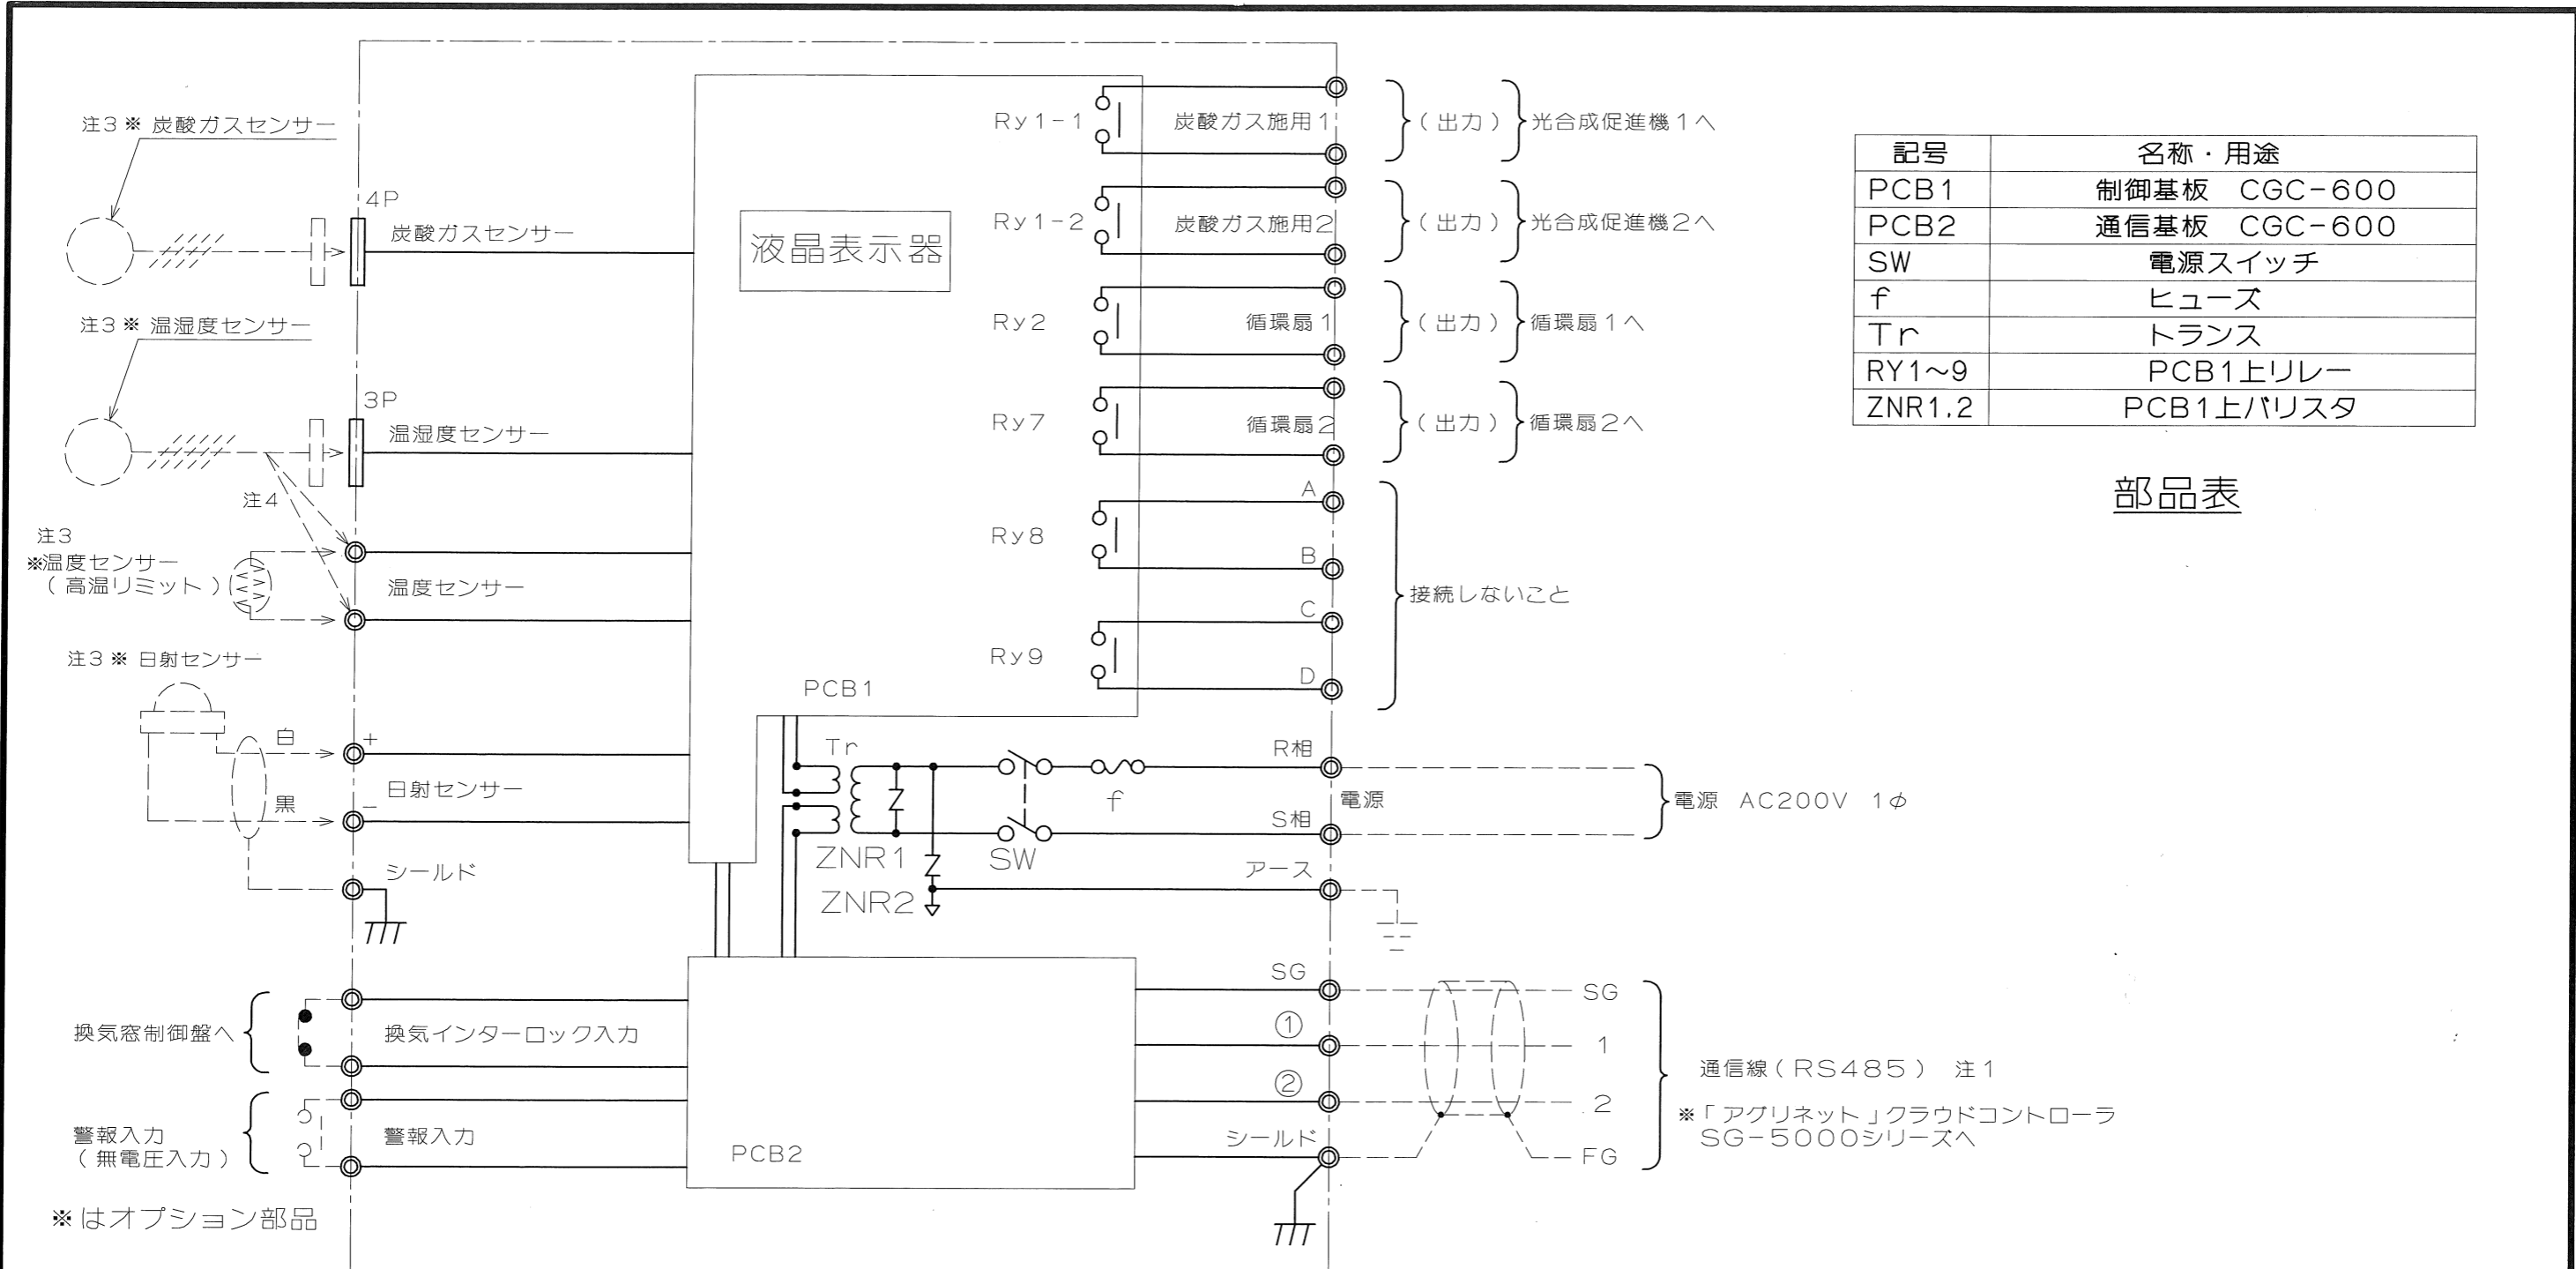 注3※ 炭酸ガスセンサー
4P
炭酸ガスセンサー
注3※ 温湿度センサー
3P
温湿度センサー
注4
注3
※温度センサー
(高温リミット)
温度センサー
注3※ 日射センサー
白
+
日射センサー
黒
−
シールド
換気窓制御盤へ
換気インターロック入力
警報入力
(無電圧入力)
警報入力
※はオプション部品
液晶表示器
PCB1
Tr
ZNR1
ZNR2
SW
f
PCB2
Ry1-1
炭酸ガス施用1
(出力)
光合成促進機1へ
Ry1-2
炭酸ガス施用2
(出力)
光合成促進機2へ
Ry2
循環扇1
(出力)
循環扇1へ
Ry7
循環扇2
(出力)
循環扇2へ
Ry8
A
B
Ry9
C
D
接続しないこと
R相
電源
S相
電源 AC200V 1φ
アース
SG
①
②
シールド
SG
1
2
FG
通信線(RS485) 注1
※「アグリネット」クラウドコントローラ
SG-5000シリーズへ
記号 名称・用途
PCB1 制御基板 CGC-600
PCB2 通信基板 CGC-600
SW 電源スイッチ
f ヒューズ
Tr トランス
RY1~9 PCB1上リレー
ZNR1.2 PCB1上バリスタ
部品表